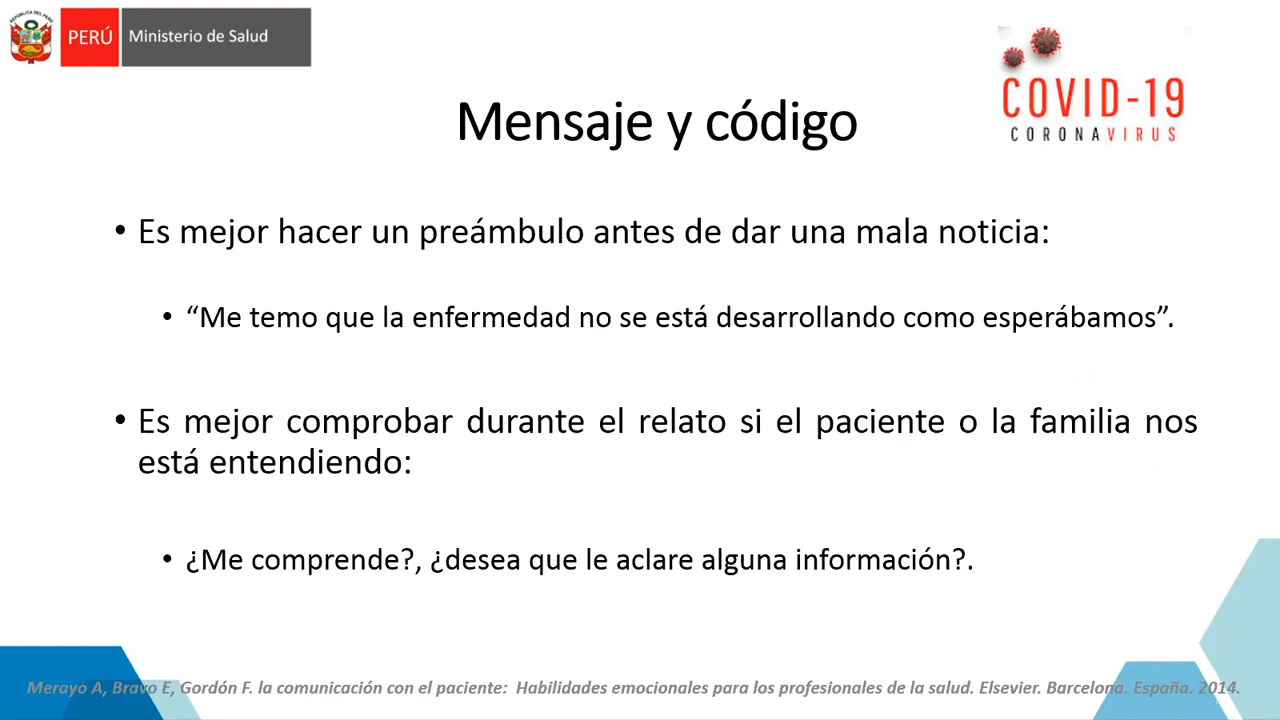 PERÚ Ministerio de Salud
COVID-19
CORONAVIRUS
Mensaje y código
• Es mejor hacer un preámbulo antes de dar una mala noticia:
• “Me temo que la enfermedad no se está desarrollando como esperábamos”.
• Es mejor comprobar durante el relato si el paciente o la familia nos
está entendiendo:
• ¿Me comprende?, ¿desea que le aclare alguna información?.
Merayo A, Bravo E, Gordón F. la comunicación con el paciente: Habilidades emocionales para los profesionales de la salud. Elsevier. Barcelona. España. 2014.